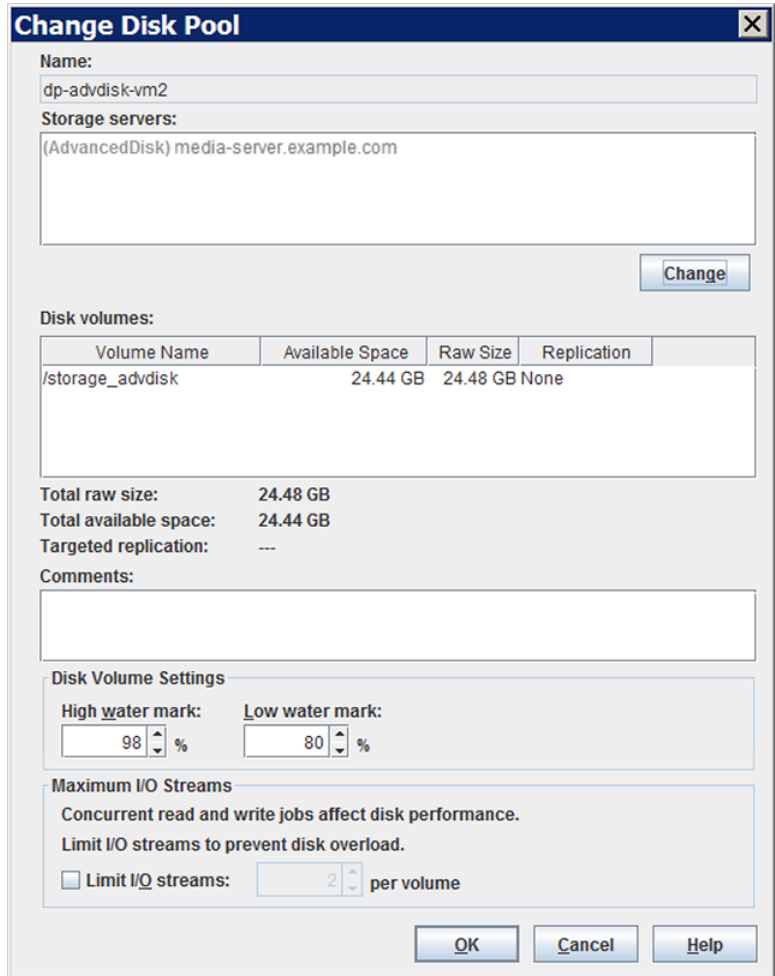 Change Disk Pool
Name:
dp-advdisk-vm2
Storage servers:
(AdvancedDisk) media-server.example.com
Change
Disk volumes:
Volume Name Available Space Raw Size Replication
/storage_advdisk 24.44 GB 24.48 GB None
Total raw size: 24.48 GB
Total available space: 24.44 GB
Targeted replication: ---
Comments:
Disk Volume Settings
High water mark: Low water mark:
98 % 80 %
Maximum I/O Streams
Concurrent read and write jobs affect disk performance.
Limit I/O streams to prevent disk overload.
Limit I/O streams: 2 per volume
OK Cancel Help